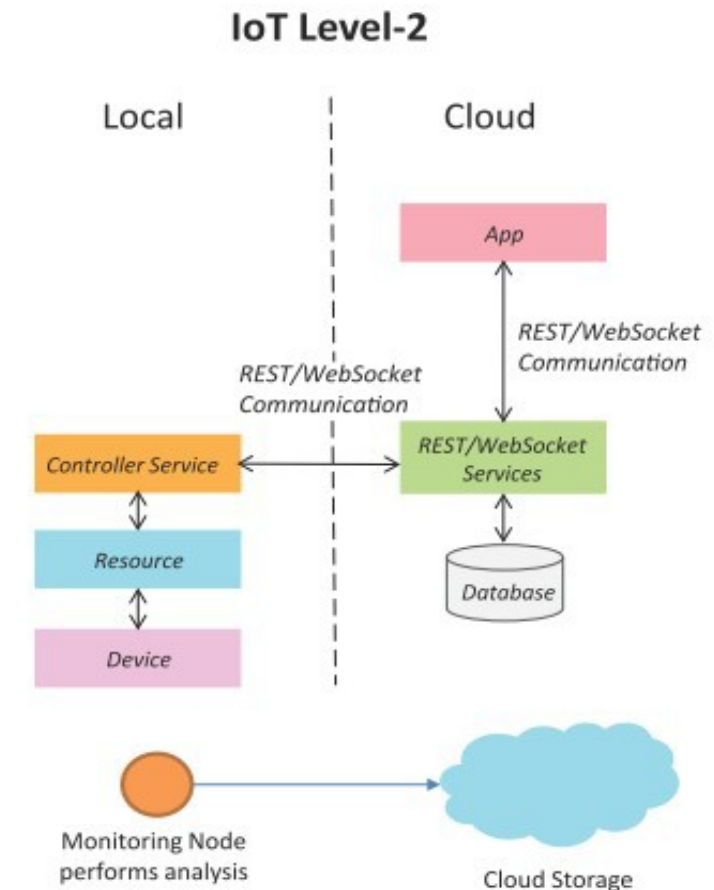 IoT Level-2
Local
Cloud
App
REST/WebSocket
Communication
REST/WebSocket
Communication
Controller Service
REST/WebSocket
Services
Resource
Database
Device
Monitoring Node
performs analysis
Cloud Storage